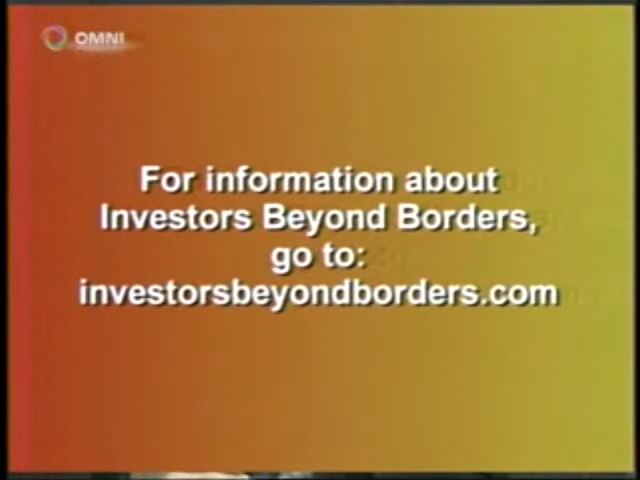 OMNI
For information about
Investors Beyond Borders,
go to:
investorsbeyondborders.com